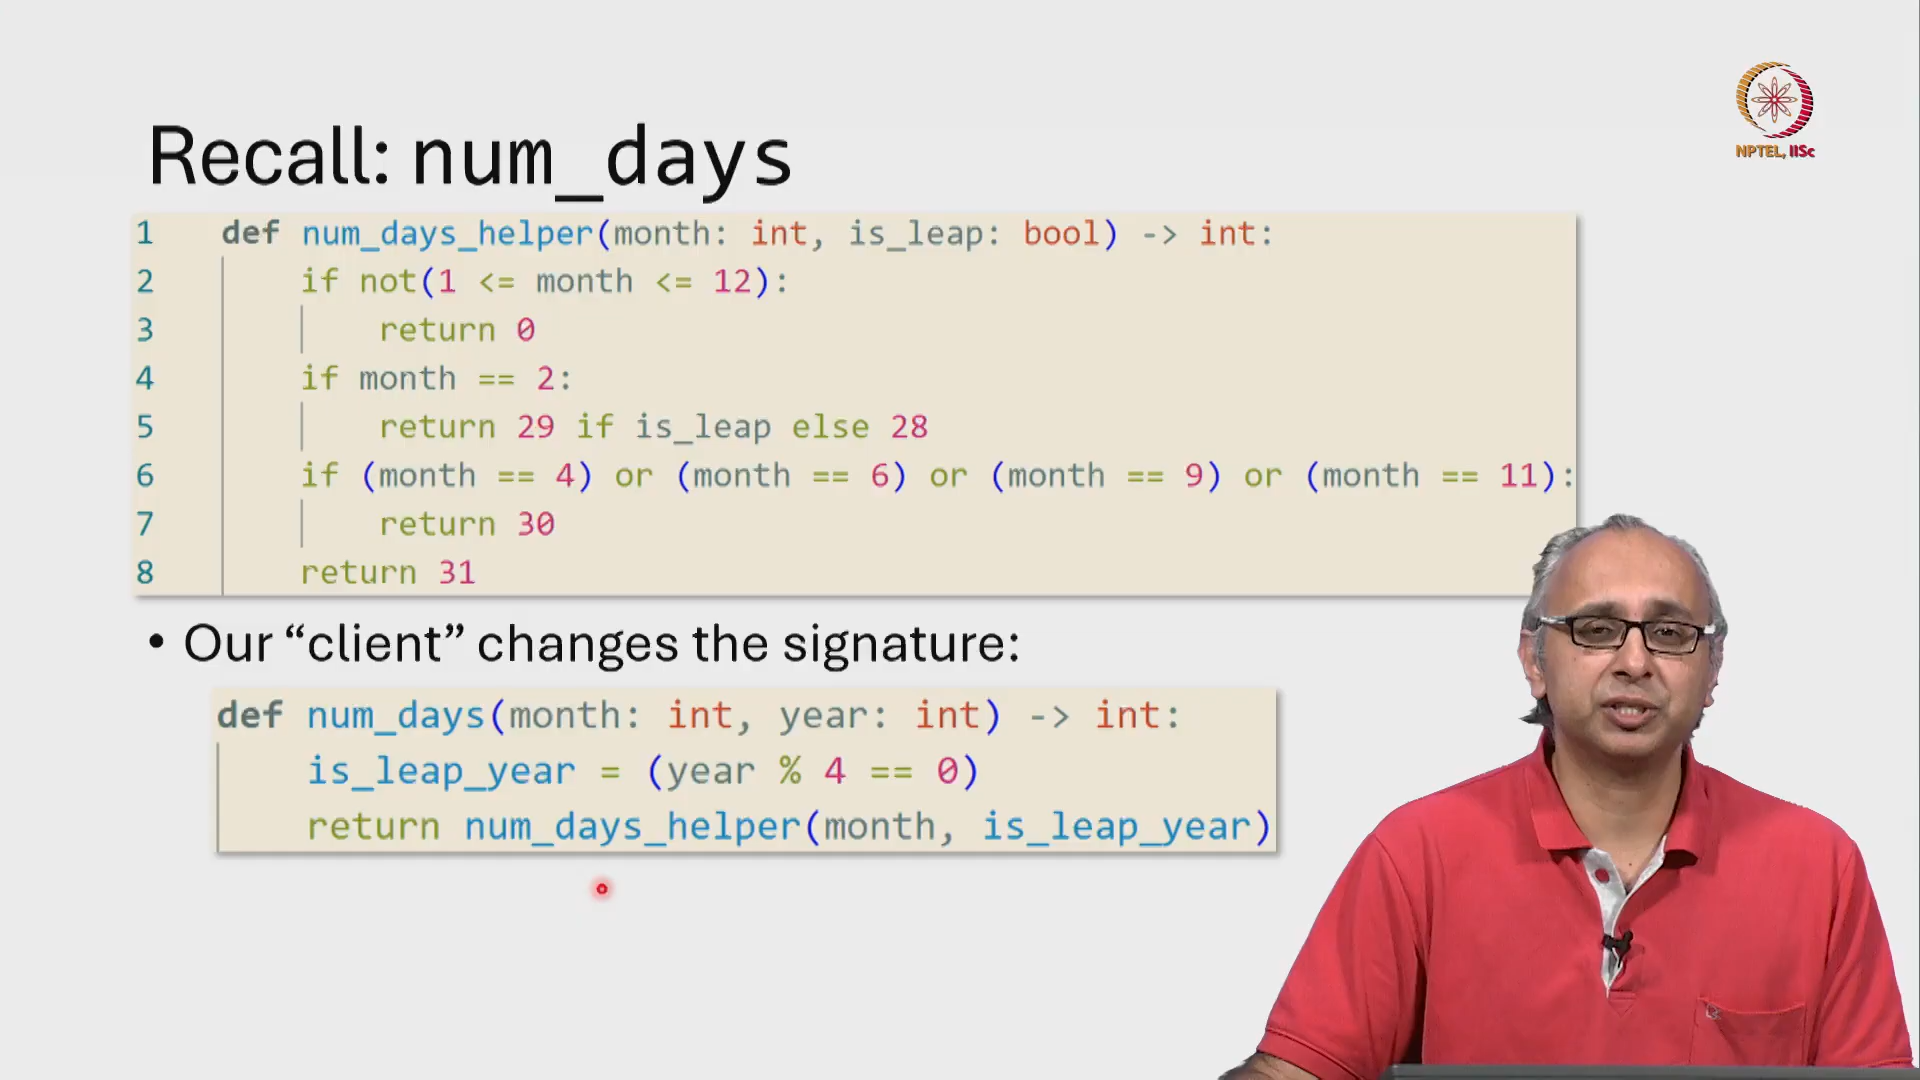 NPTEL, IISc
Recall: num_days
1 def num_days_helper(month: int, is_leap: bool) -> int:
2 if not(1 <= month <= 12):
3 return 0
4 if month == 2:
5 return 29 if is_leap else 28
6 if (month == 4) or (month == 6) or (month == 9) or (month == 11):
7 return 30
8 return 31
• Our “client” changes the signature:
def num_days(month: int, year: int) -> int:
is_leap_year = (year % 4 == 0)
return num_days_helper(month, is_leap_year)